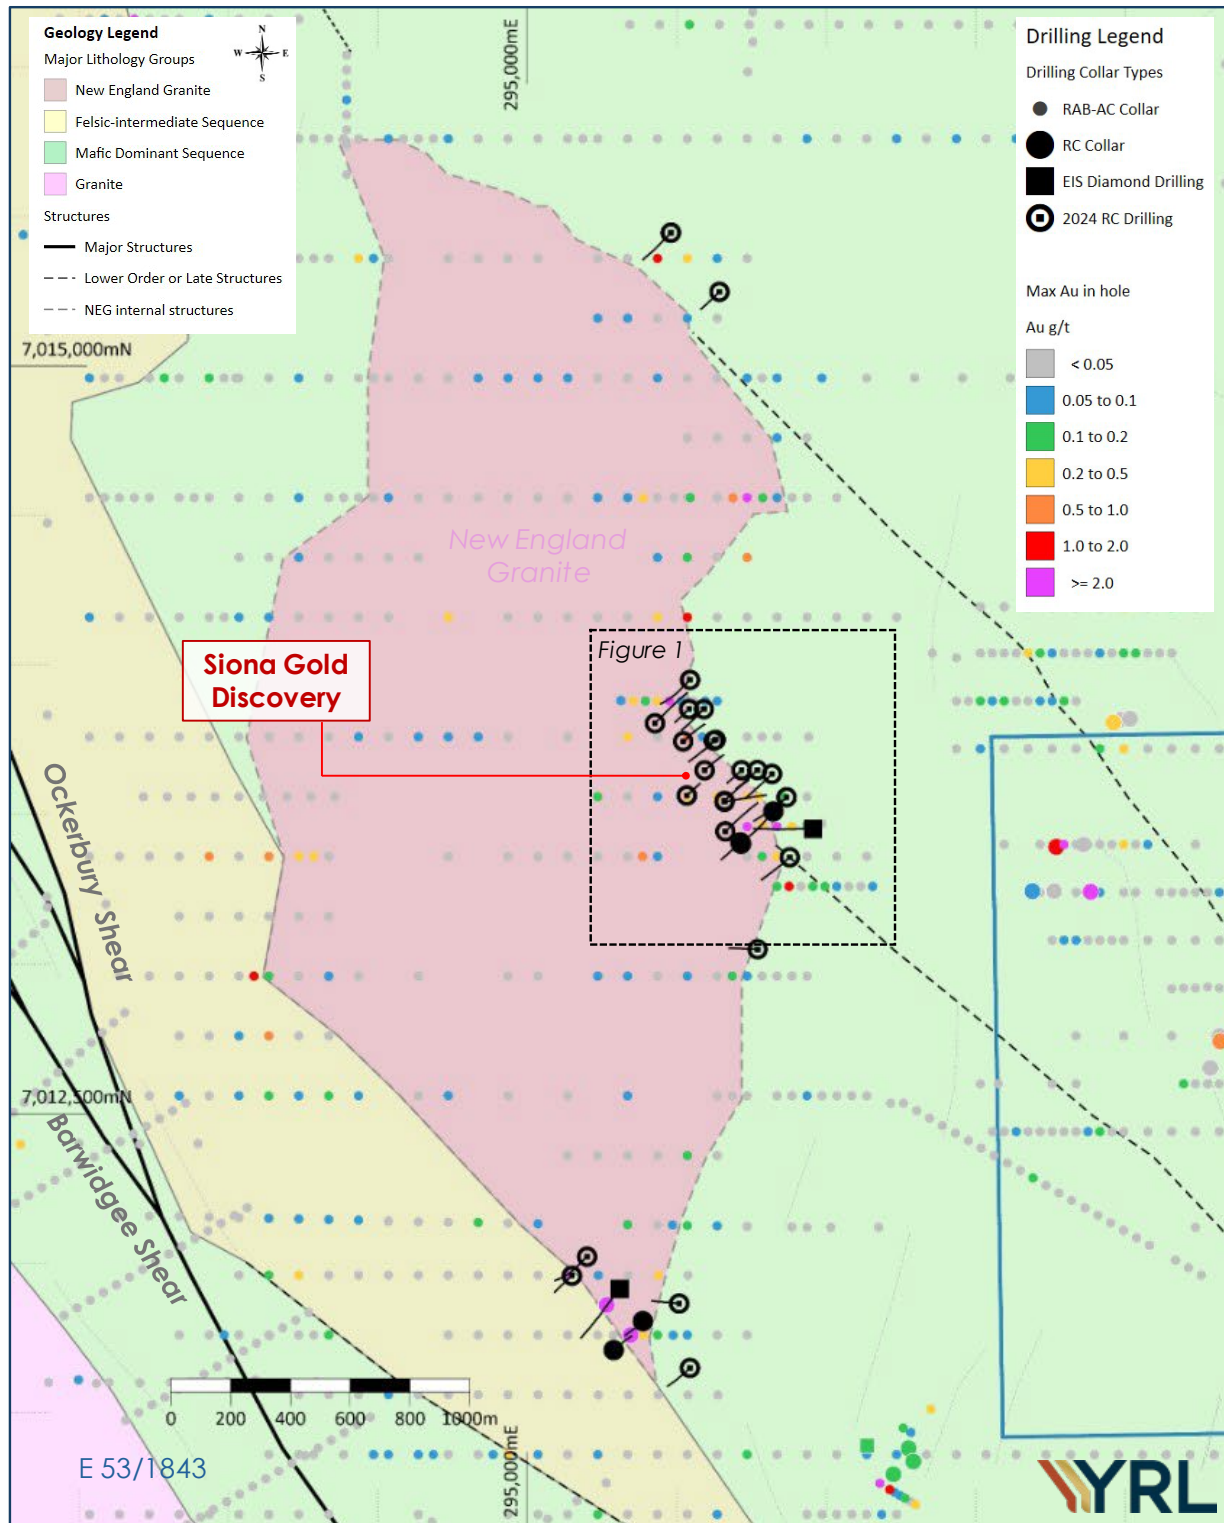 Geology Legend
Major Lithology Groups
N
W E
S
New England Granite
Felsic-intermediate Sequence
Mafic Dominant Sequence
Granite
Structures
Major Structures
Lower Order or Late Structures
NEG internal structures
295,000mE
Drilling Legend
Drilling Collar Types
RAB-AC Collar
RC Collar
EIS Diamond Drilling
2024 RC Drilling
Max Au in hole
Au g/t
< 0.05
0.05 to 0.1
0.1 to 0.2
0.2 to 0.5
0.5 to 1.0
1.0 to 2.0
>= 2.0
7,015,000mN
New England
Granite
Figure 1
Siona Gold
Discovery
Ockerbury Shear
7,012,500mN
Barwidgee Shear
0 200 400 600 800 1000m
295,000mE
E 53/1843
YRL